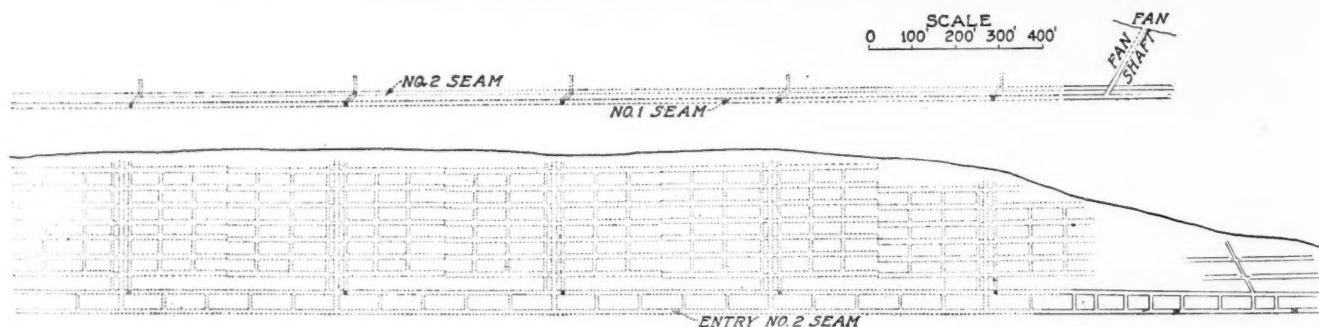 SCALE
0 100' 200' 300' 400'
FAN
FAN
SHAFT
NO.2 SEAM
NO.1 SEAM
ENTRY NO.2 SEAM